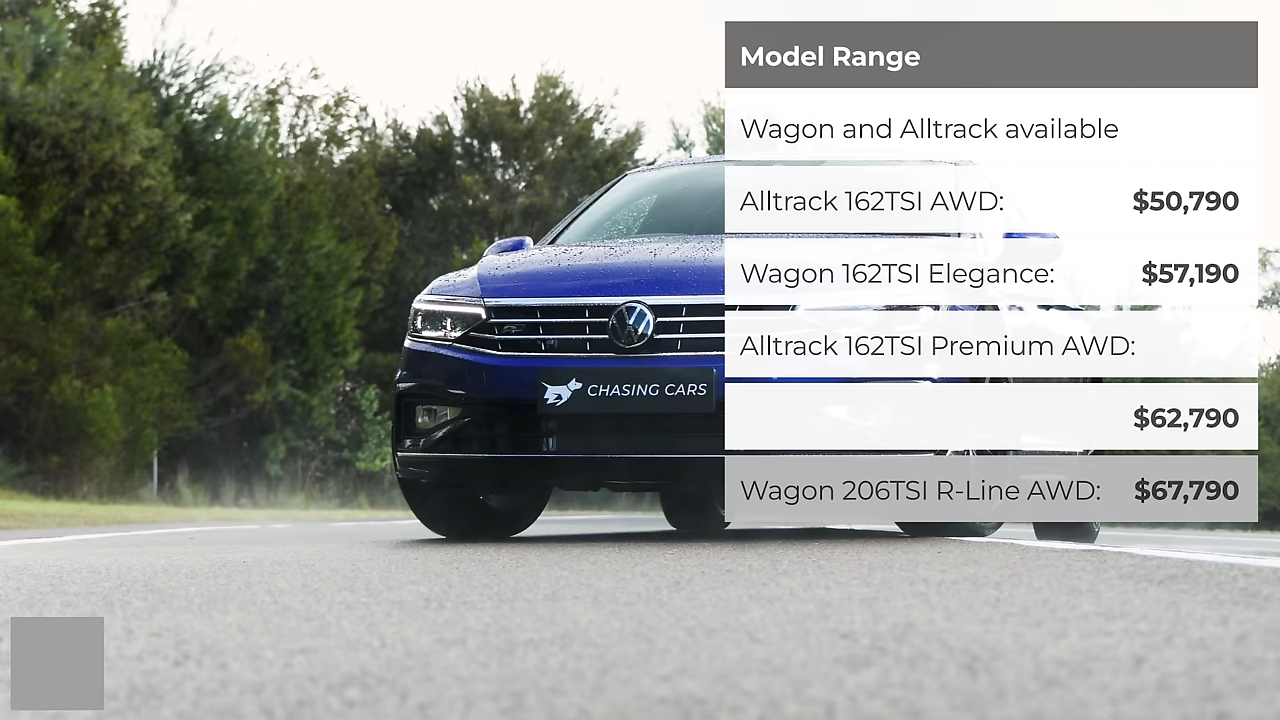 Model Range
Wagon and Alltrack available
Alltrack 162TSI AWD: $50,790
Wagon 162TSI Elegance: $57,190
Alltrack 162TSI Premium AWD:
$62,790
Wagon 206TSI R-Line AWD: $67,790
CHASING CARS